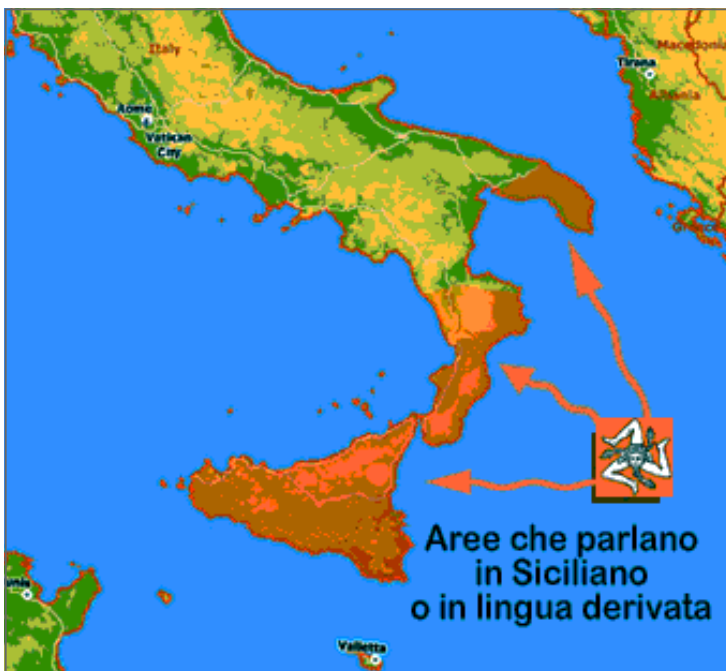 Italy
Macedonia
Tirana
Albania
Rome
Vatican
City
Greece
Aree che parlano
in Siciliano
o in lingua derivata
Valletta